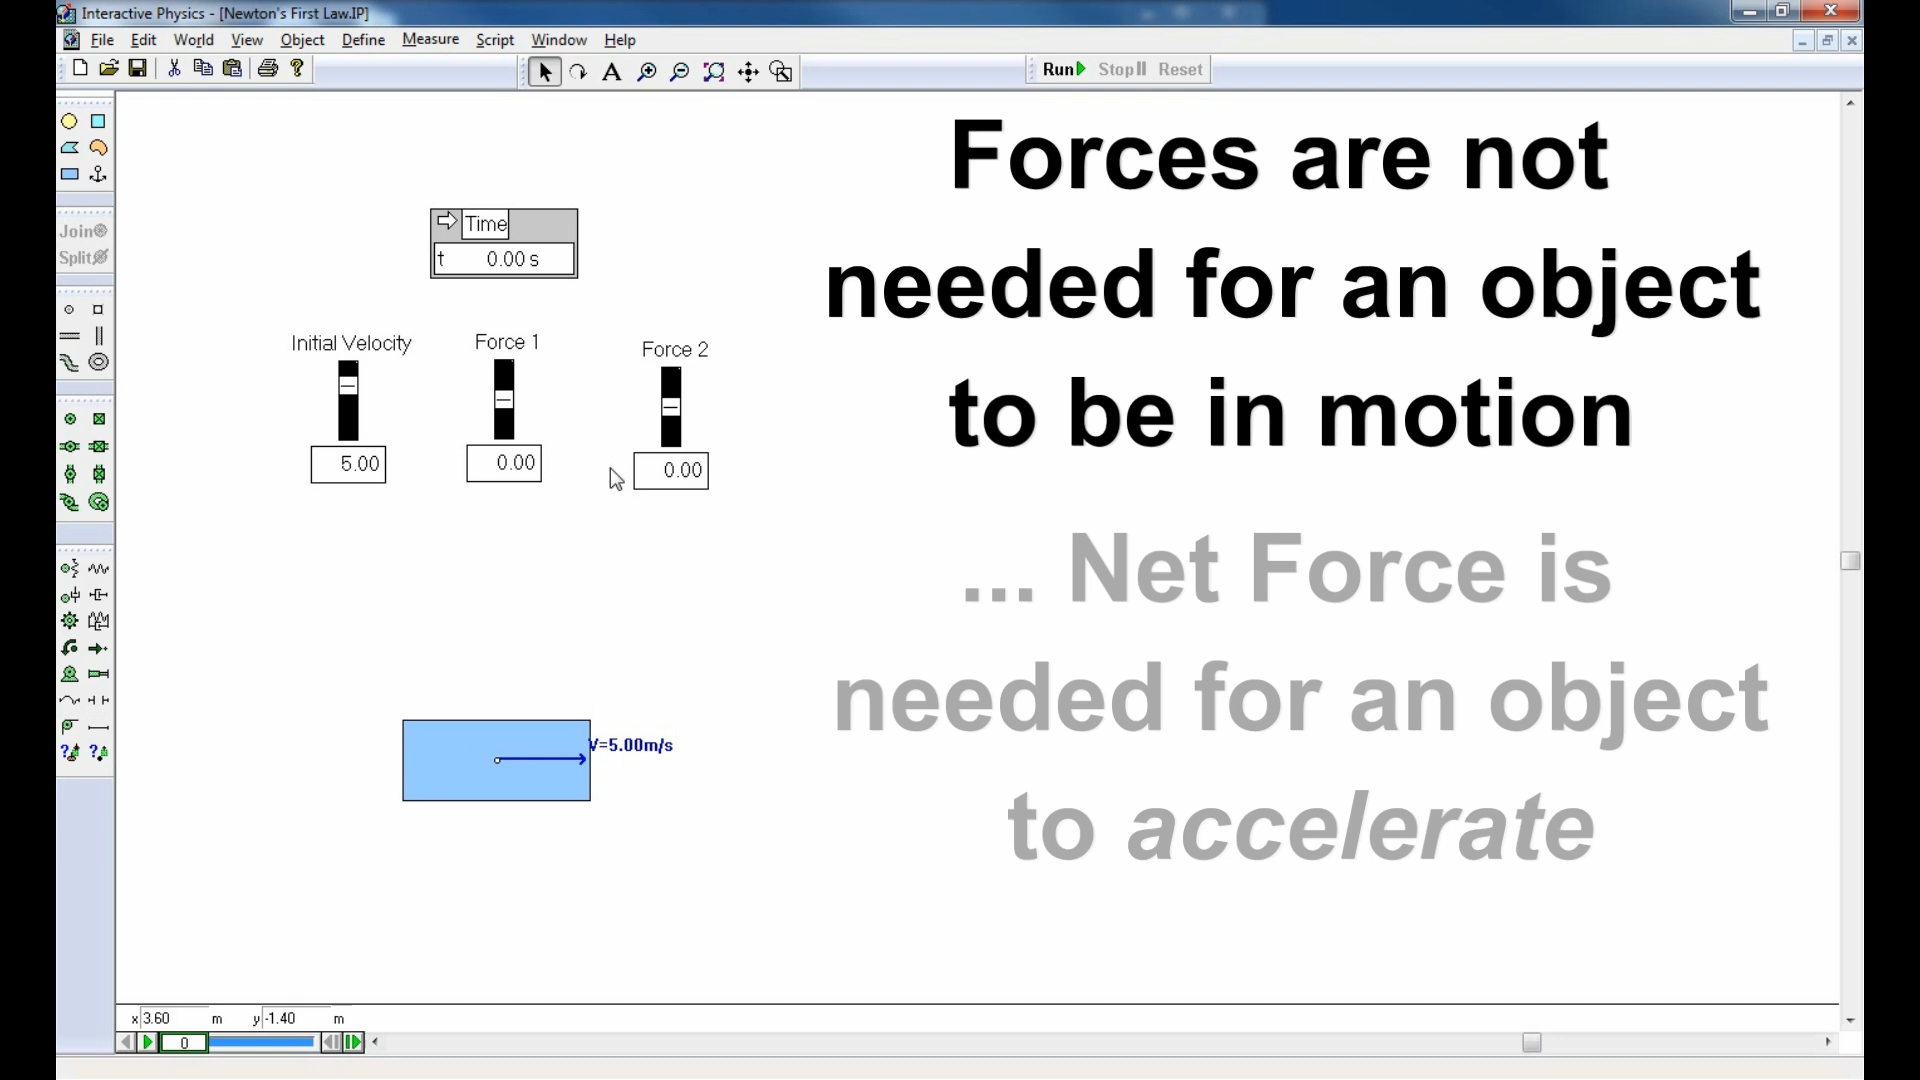 Interactive Physics - [Newton's First Law.IP]
File Edit World View Object Define Measure Script Window Help
A Run Stop Reset
Join
Split
Time
t 0.00 s
Initial Velocity Force 1 Force 2
5.00 0.00 0.00
V=5.00m/s
Forces are not
needed for an object
to be in motion
... Net Force is
needed for an object
to accelerate
x 3.60 m y -1.40 m
0